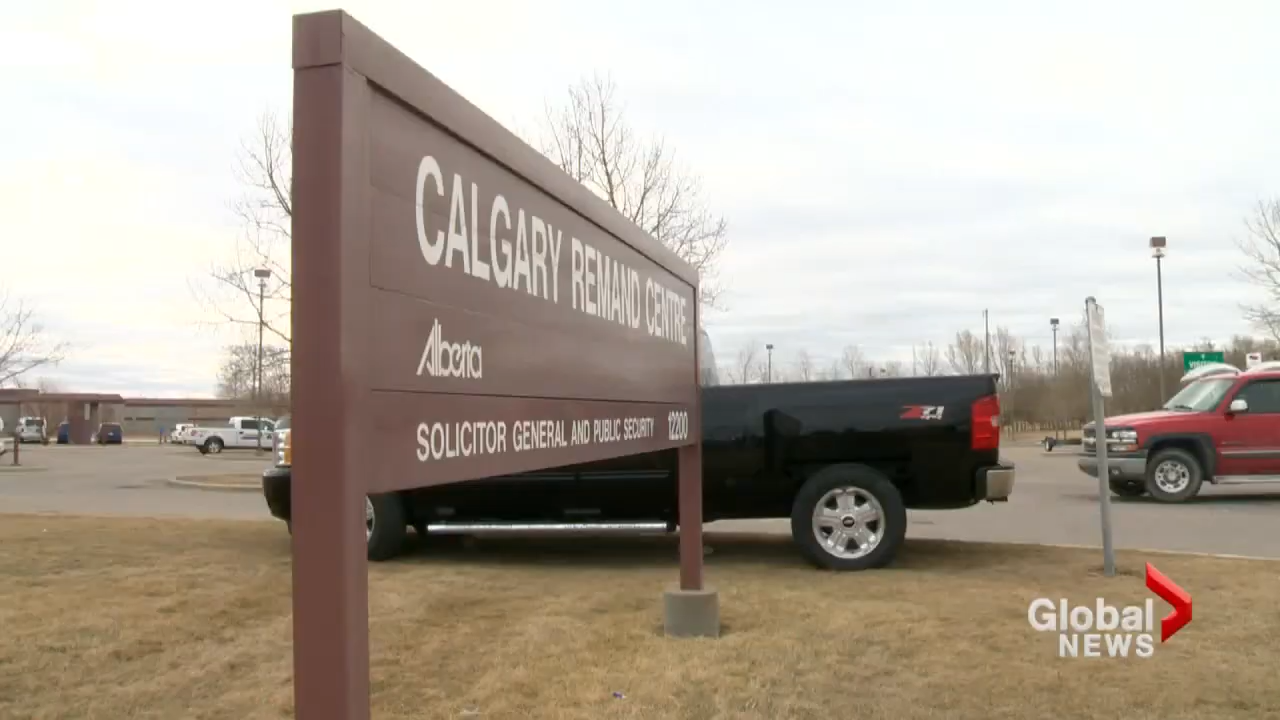 CALGARY REMAND CENTRE
Alberta
SOLICITOR GENERAL AND PUBLIC SECURITY 12200
Z71
Global
NEWS